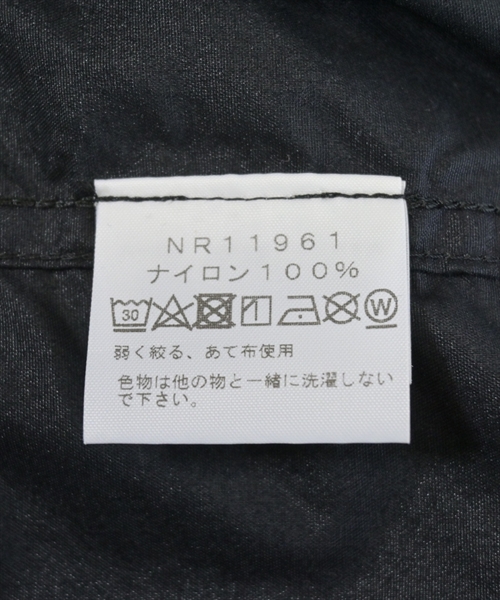 NR11961
ナイロン100%
30 W
弱く絞る、あて布使用
色物は他の物と一緒に洗濯しない
で下さい。